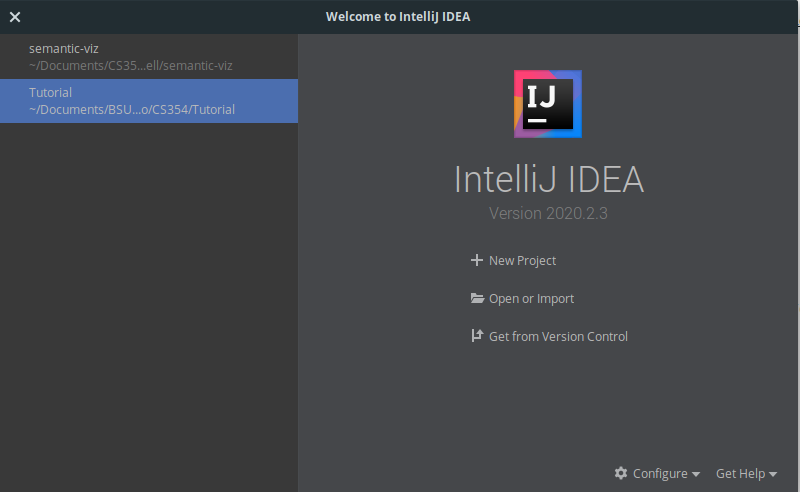 Welcome to IntelliJ IDEA
semantic-viz
~/Documents/CS35...ell/semantic-viz
Tutorial
~/Documents/BSU...o/CS354/Tutorial
IJ
IntelliJ IDEA
Version 2020.2.3
New Project
Open or Import
Get from Version Control
Configure
Get Help